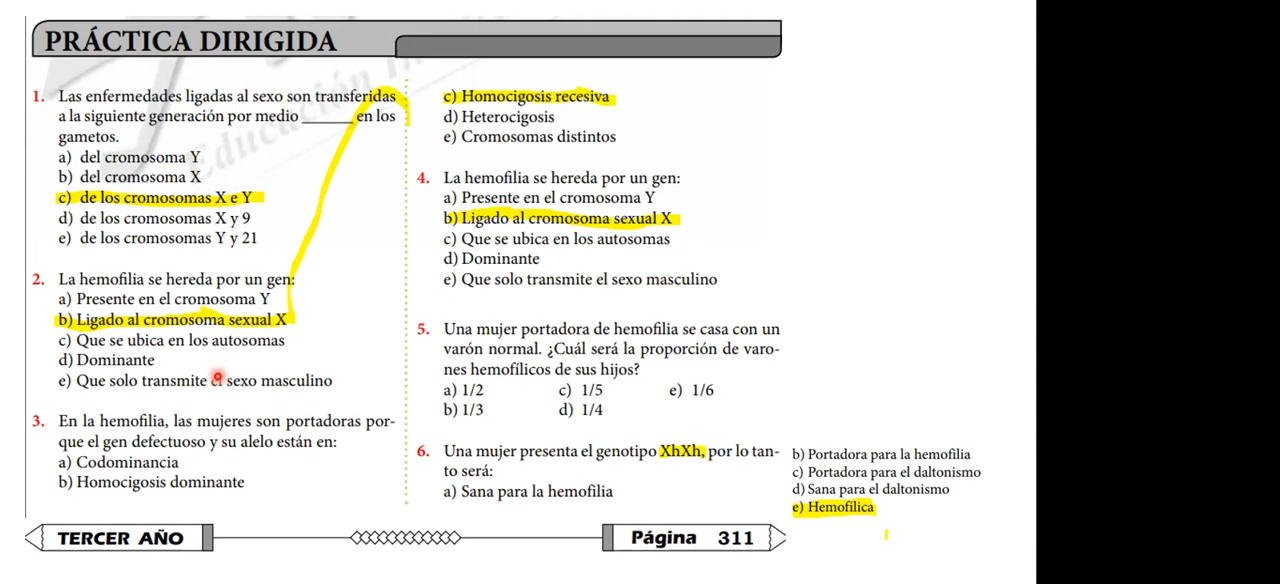 PRÁCTICA DIRIGIDA
Educación In
1. Las enfermedades ligadas al sexo son transferidas
a la siguiente generación por medio ______ en los
gametos.
a) del cromosoma Y
b) del cromosoma X
c) de los cromosomas X e Y
d) de los cromosomas X y 9
e) de los cromosomas Y y 21
2. La hemofilia se hereda por un gen:
a) Presente en el cromosoma Y
b) Ligado al cromosoma sexual X
c) Que se ubica en los autosomas
d) Dominante
e) Que solo transmite el sexo masculino
3. En la hemofilia, las mujeres son portadoras por-
que el gen defectuoso y su alelo están en:
a) Codominancia
b) Homocigosis dominante
c) Homocigosis recesiva
d) Heterocigosis
e) Cromosomas distintos
4. La hemofilia se hereda por un gen:
a) Presente en el cromosoma Y
b) Ligado al cromosoma sexual X
c) Que se ubica en los autosomas
d) Dominante
e) Que solo transmite el sexo masculino
5. Una mujer portadora de hemofilia se casa con un
varón normal. ¿Cuál será la proporción de varo-
nes hemofílicos de sus hijos?
a) 1/2 c) 1/5 e) 1/6
b) 1/3 d) 1/4
6. Una mujer presenta el genotipo XhXh, por lo tan-
to será:
a) Sana para la hemofilia
b) Portadora para la hemofilia
c) Portadora para el daltonismo
d) Sana para el daltonismo
e) Hemofílica
TERCER AÑO
Página 311